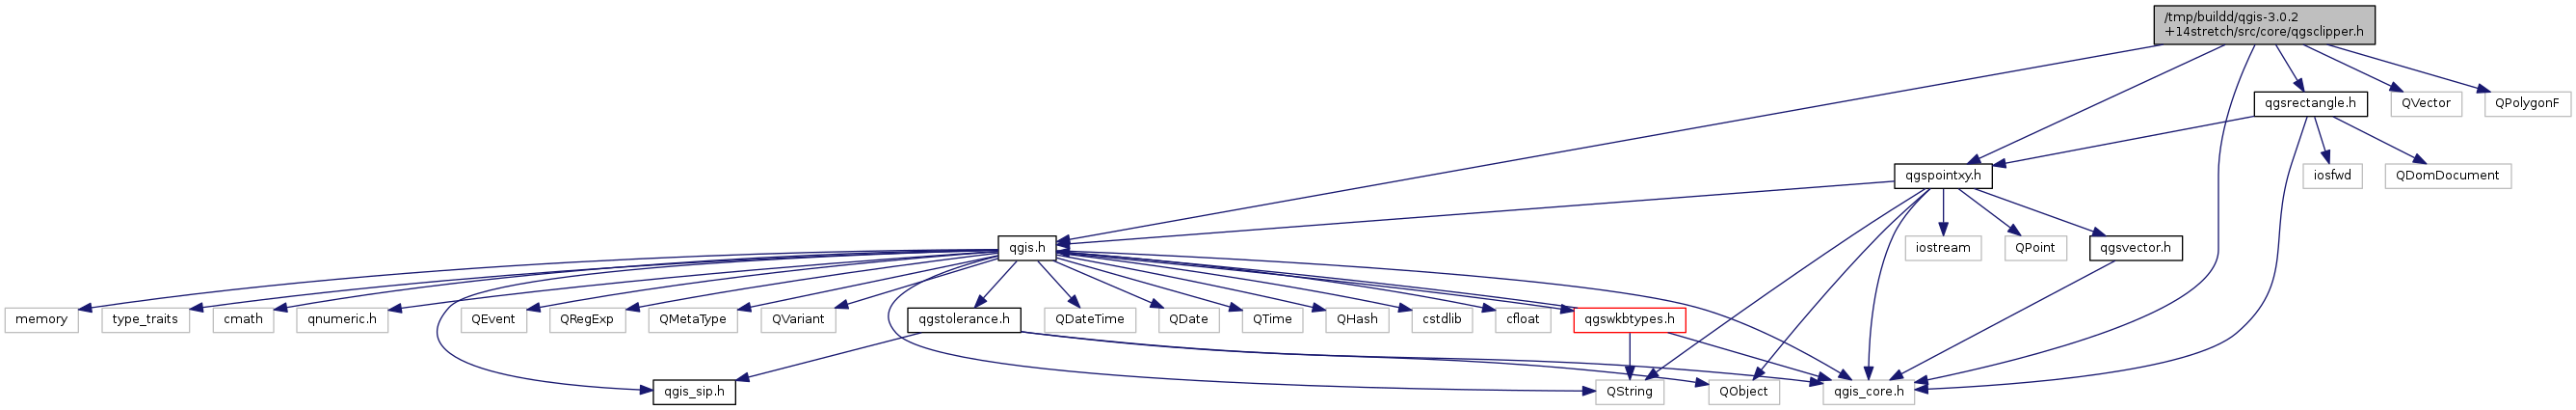 /tmp/buildd/qgis-3.0.2
+14stretch/src/core/qgsclipper.h
qgsrectangle.h
QVector
QPolygonF
qgspointxy.h
iosfwd
QDomDocument
qgis.h
iostream
QPoint
qgsvector.h
memory
type_traits
cmath
qnumeric.h
QEvent
QRegExp
QMetaType
QVariant
qgstolerance.h
QDateTime
QDate
QTime
QHash
cstdlib
cfloat
qgswkbtypes.h
qgis_sip.h
QString
QObject
qgis_core.h